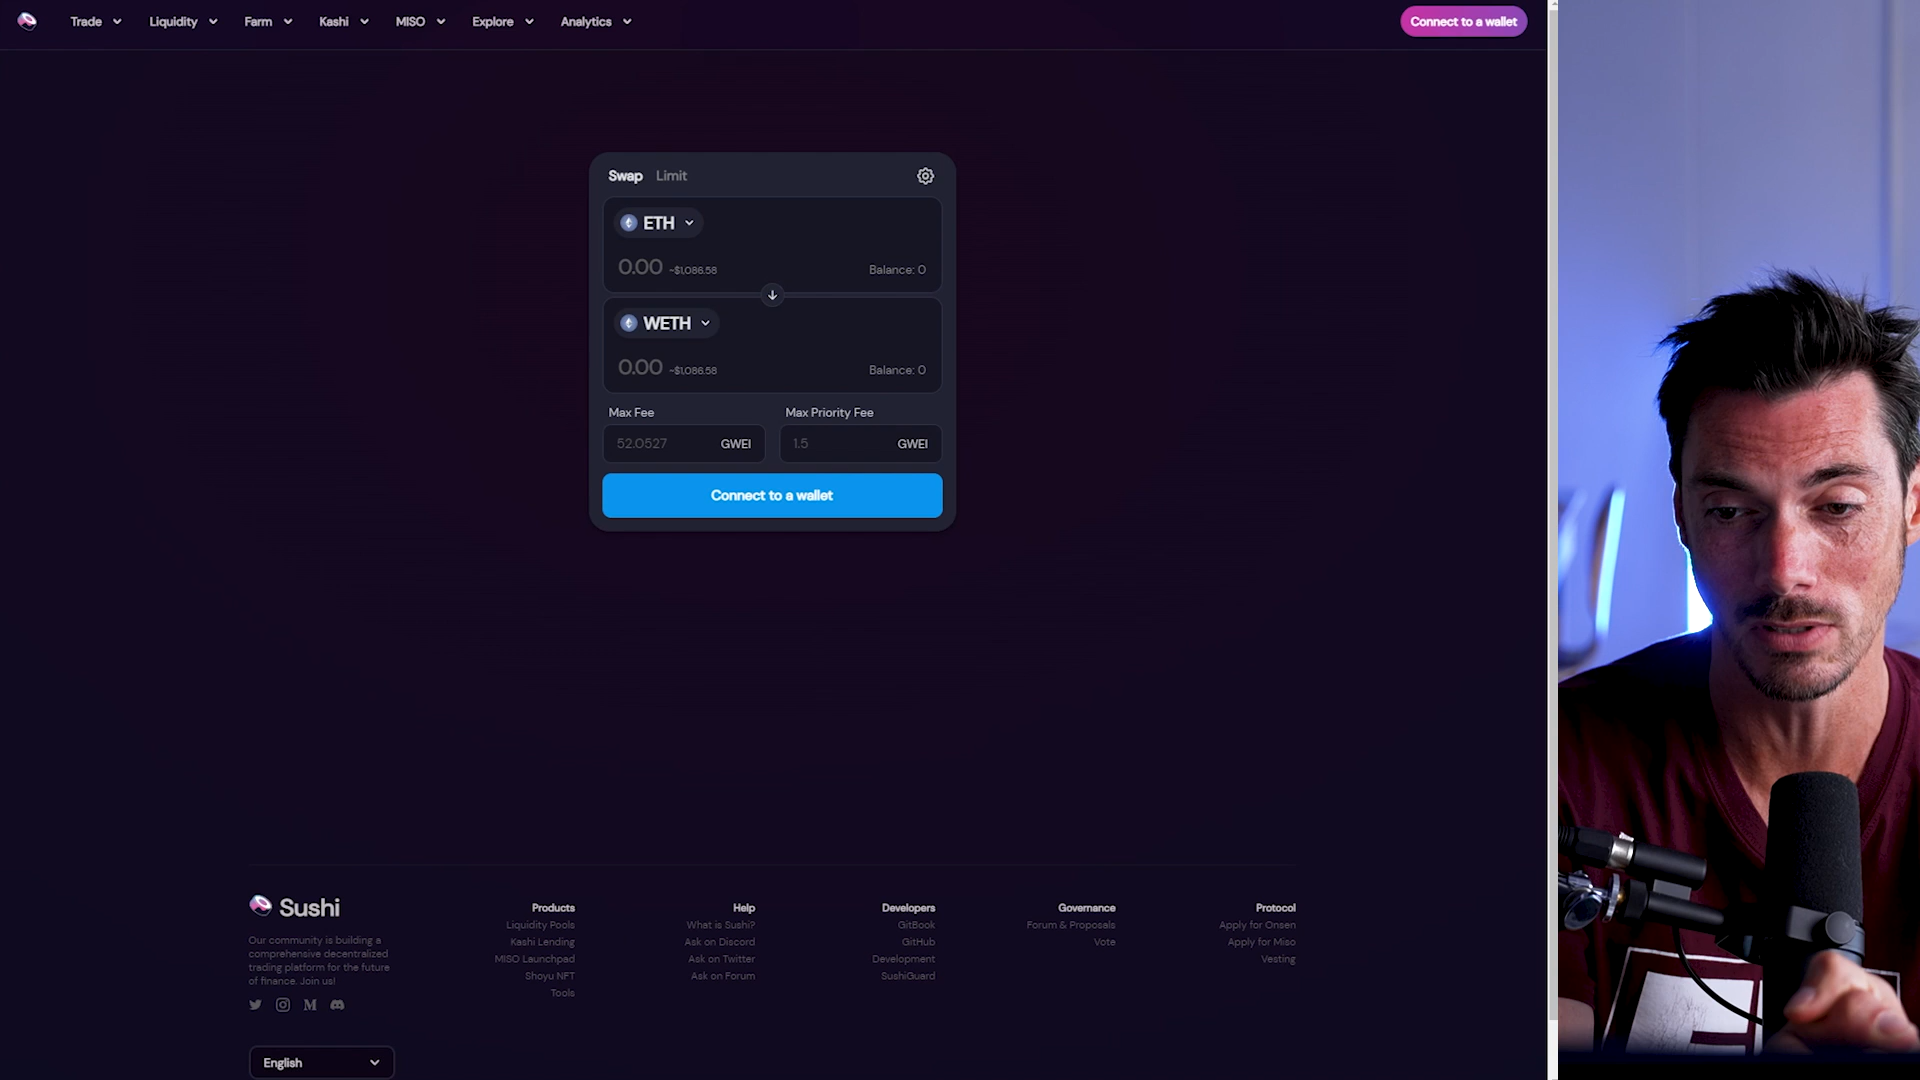 Trade
Liquidity
Farm
Kashi
MISO
Explore
Analytics
Connect to a wallet
Swap
Limit
ETH
0.00 ~$1,086.58
Balance: 0
WETH
0.00 ~$1,086.58
Balance: 0
Max Fee
Max Priority Fee
52.0527 GWEI
1.5 GWEI
Connect to a wallet
Sushi
Our community is building a
comprehensive decentralized
trading platform for the future
of finance. Join us!
Products
Liquidity Pools
Kashi Lending
MISO Launchpad
Shoyu NFT
Tools
Help
What is Sushi?
Ask on Discord
Ask on Twitter
Ask on Forum
Developers
GitBook
GitHub
Development
SushiGuard
Governance
Forum & Proposals
Vote
Protocol
Apply for Onsen
Apply for Miso
Vesting
English